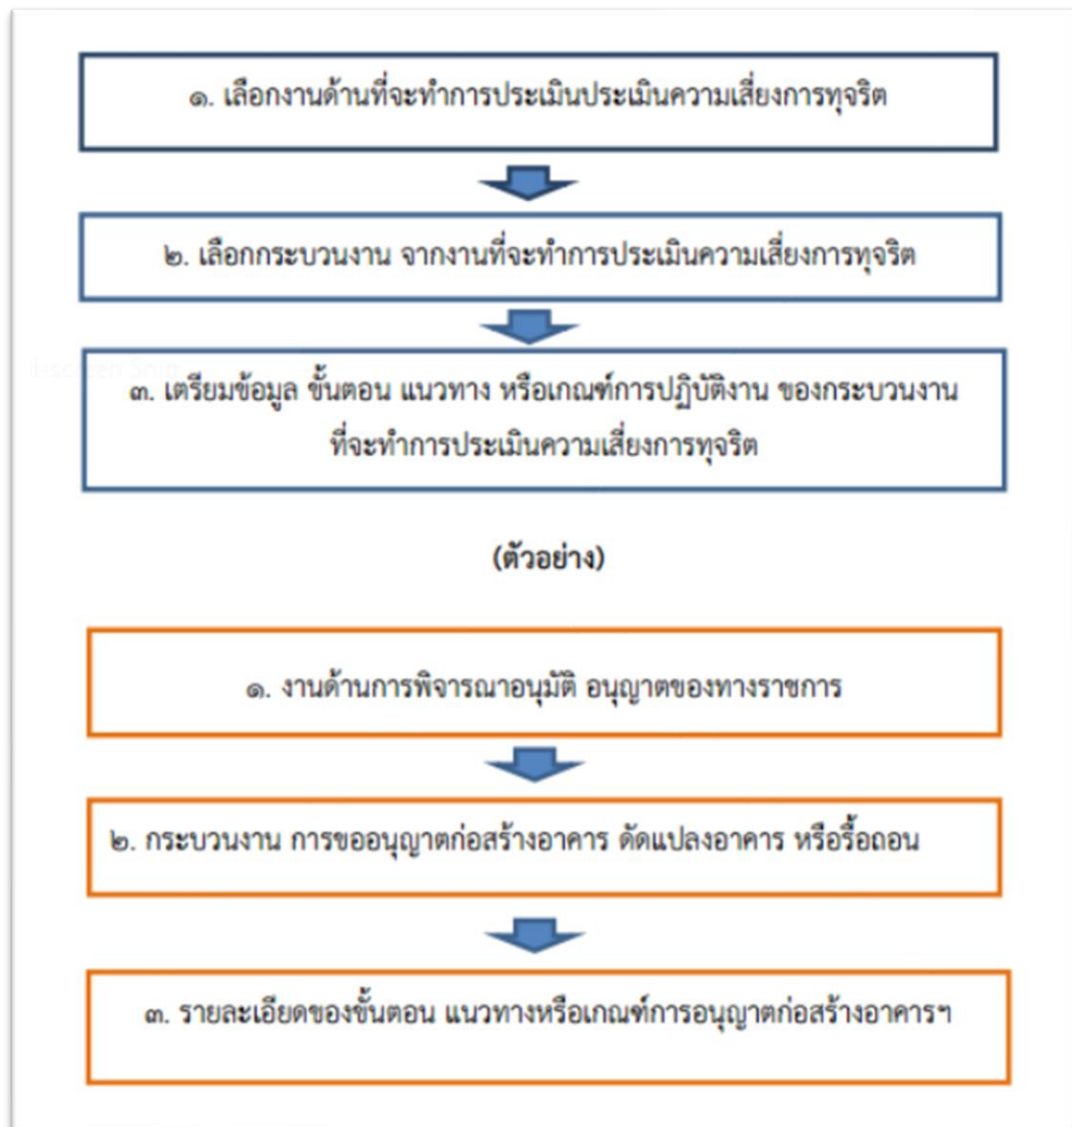 ๑. เลือกงานด้านที่จะทำการประเมินประเมินความเสี่ยงการทุจริต
๒. เลือกกระบวนงาน จากงานที่จะทำการประเมินความเสี่ยงการทุจริต
๓. เตรียมข้อมูล ขั้นตอน แนวทาง หรือเกณฑ์การปฏิบัติงาน ของกระบวนงาน
ที่จะทำการประเมินความเสี่ยงการทุจริต
(ตัวอย่าง)
๑. งานด้านการพิจารณาอนุมัติ อนุญาตของทางราชการ
๒. กระบวนงาน การขออนุญาตก่อสร้างอาคาร ดัดแปลงอาคาร หรือรื้อถอน
๓. รายละเอียดของขั้นตอน แนวทางหรือเกณฑ์การอนุญาตก่อสร้างอาคารฯ